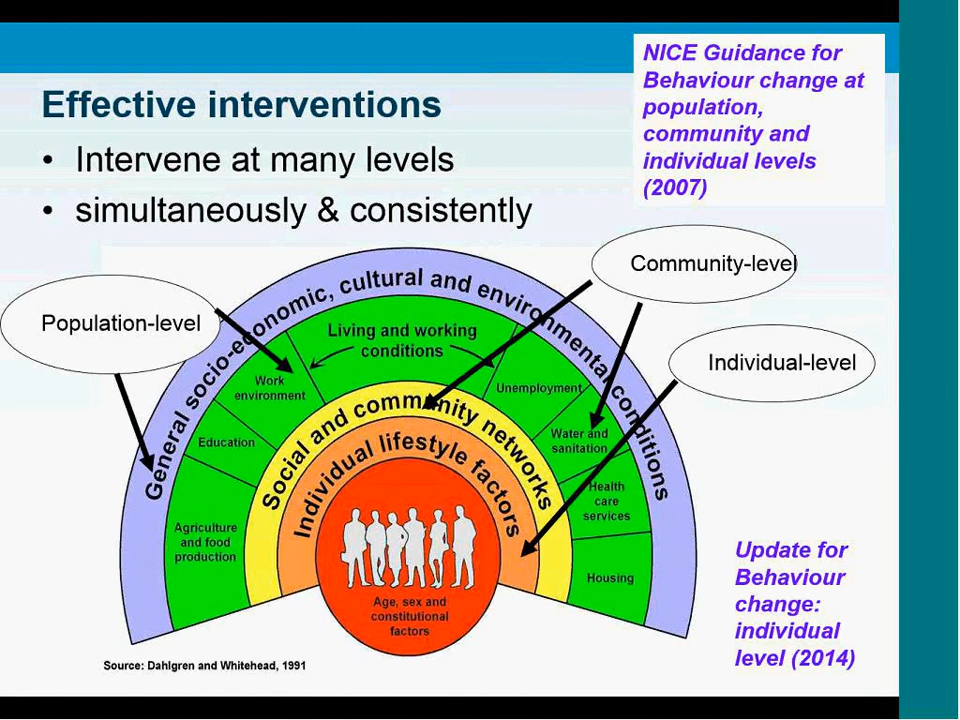 NICE Guidance for
Behaviour change at
population,
community and
individual levels
(2007)
Effective interventions
• Intervene at many levels
• simultaneously & consistently
Community-level
Population-level
Individual-level
General socio-economic, cultural and environmental conditions
Living and working
conditions
Work
environment
Unemployment
Education
Water and
sanitation
Social and community networks
Individual lifestyle factors
Health
care
services
Agriculture
and food
production
Housing
Age, sex and
constitutional
factors
Update for
Behaviour
change:
individual
level (2014)
Source: Dahlgren and Whitehead, 1991